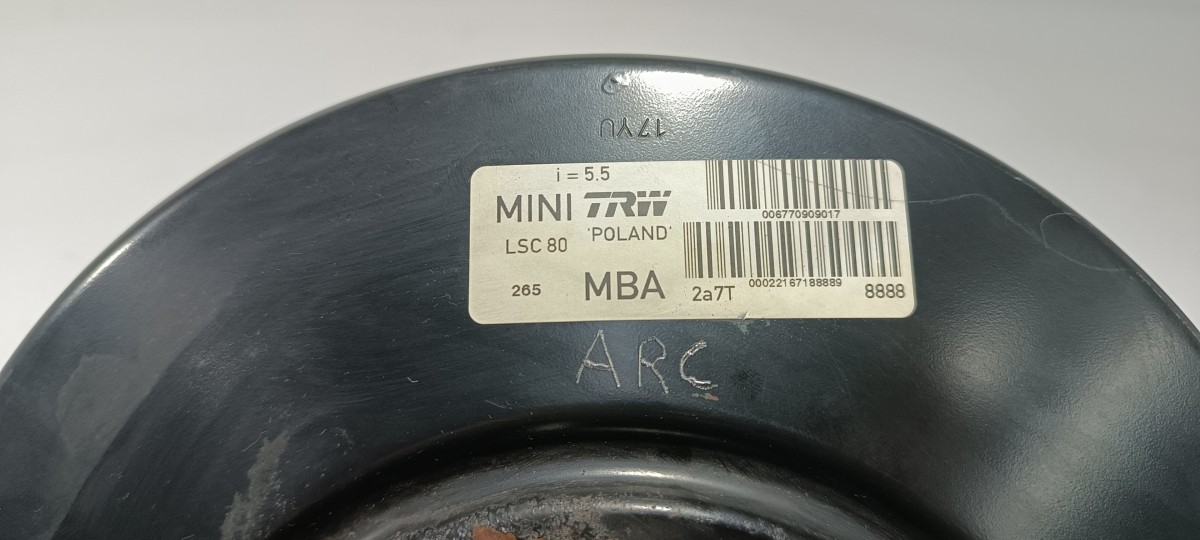 17YU
i = 5.5
MINI TRW
006770909017
LSC 80 'POLAND'
265 MBA 2a7T
00022167188889
8888
ARC